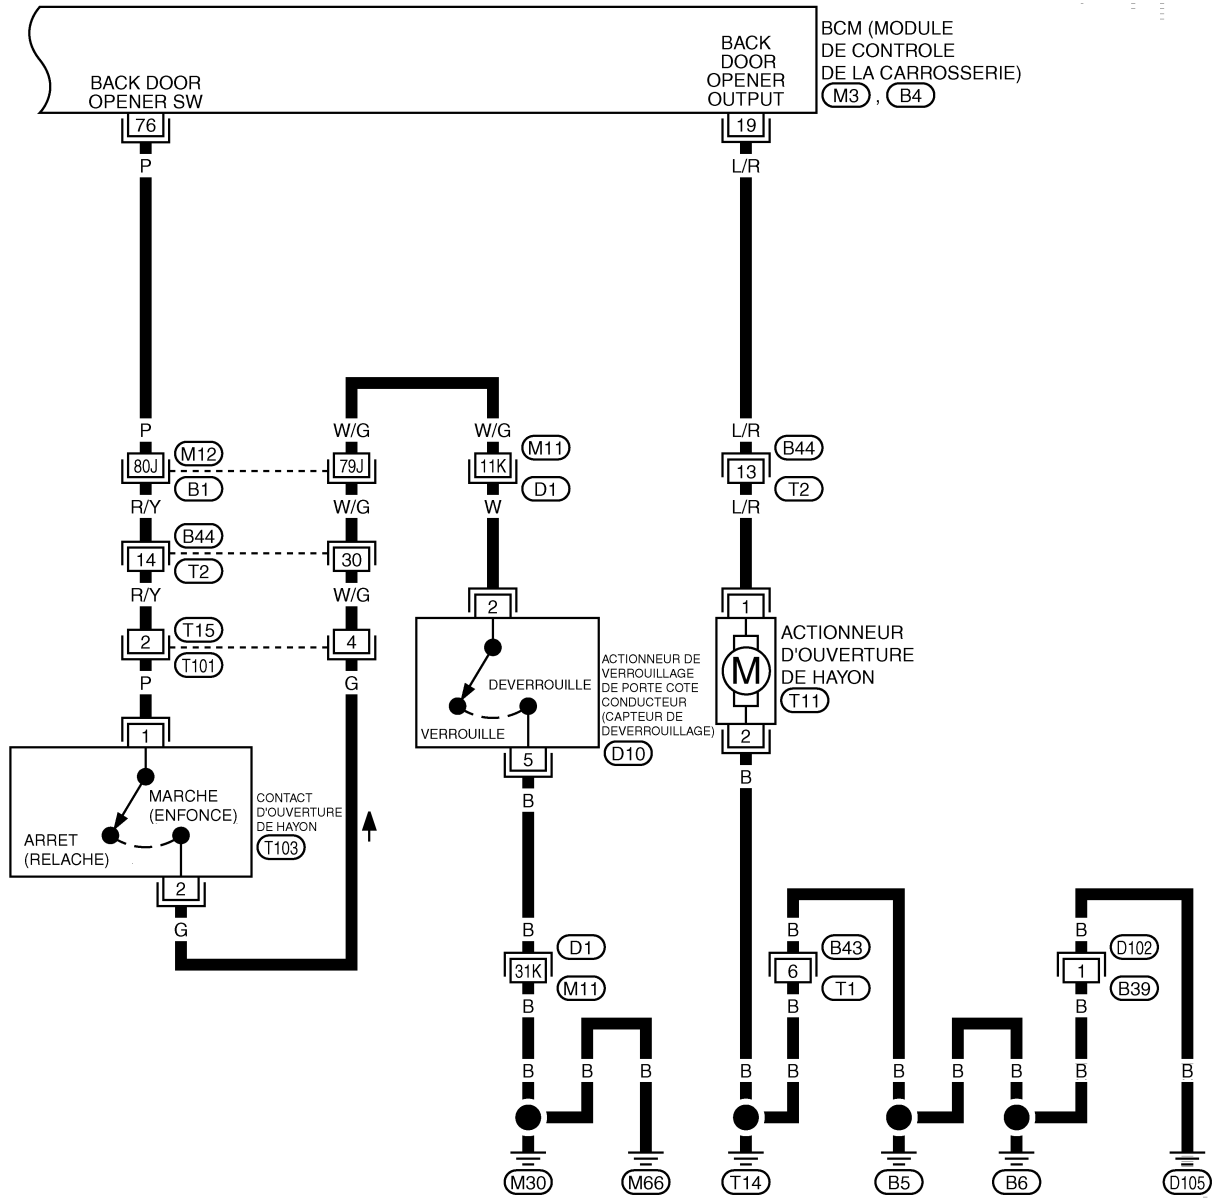 BCM (MODULE
DE CONTROLE
DE LA CARROSSERIE)
M3 , B4
BACK DOOR
OPENER SW
BACK
DOOR
OPENER
OUTPUT
76
19
P
L/R
P
W/G
W/G
L/R
80J
M12
B1
79J
11K
M11
D1
13
B44
T2
R/Y
W/G
W
L/R
14
B44
T2
30
R/Y
W/G
2
T15
T101
4
2
1
P
G
1
DEVERROUILLE
VERROUILLE
ACTIONNEUR DE
VERROUILLAGE
DE PORTE COTE
CONDUCTEUR
(CAPTEUR DE
DEVERROUILLAGE)
D10
M
ACTIONNEUR
D'OUVERTURE
DE HAYON
T11
2
5
B
B
MARCHE
(ENFONCE)
ARRET
(RELACHE)
CONTACT
D'OUVERTURE
DE HAYON
T103
2
G
B
B
B
31K
D1
M11
6
B43
T1
1
D102
B39
B
B
B
B
B
B
B
B
B
B
B
B
B
B
M30
M66
T14
B5
B6
D105